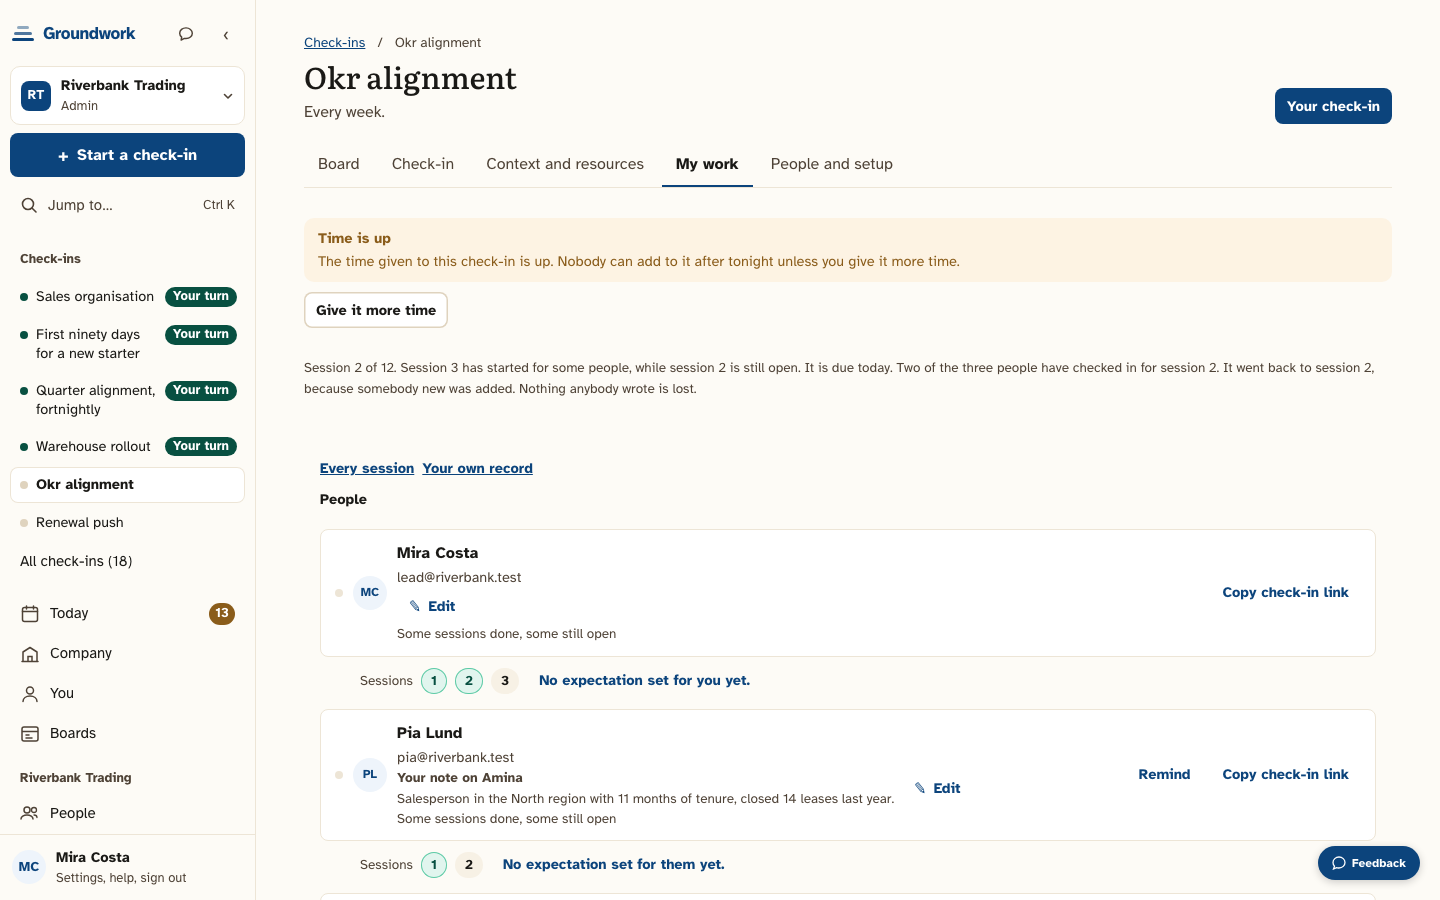 Groundwork
RT
Riverbank Trading
Admin
+ Start a check-in
Jump to...
Ctrl K
Check-ins
Sales organisation
Your turn
First ninety days
for a new starter
Your turn
Quarter alignment,
fortnightly
Your turn
Warehouse rollout
Your turn
Okr alignment
Renewal push
All check-ins (18)
Today
13
Company
You
Boards
Riverbank Trading
People
MC
Mira Costa
Settings, help, sign out
Check-ins / Okr alignment
Okr alignment
Every week.
Your check-in
Board
Check-in
Context and resources
My work
People and setup
Time is up
The time given to this check-in is up. Nobody can add to it after tonight unless you give it more time.
Give it more time
Session 2 of 12. Session 3 has started for some people, while session 2 is still open. It is due today. Two of the three people have checked in for session 2. It went back to session 2,
because somebody new was added. Nothing anybody wrote is lost.
Every session
Your own record
People
MC
Mira Costa
lead@riverbank.test
Edit
Some sessions done, some still open
Copy check-in link
Sessions 1 2 3
No expectation set for you yet.
PL
Pia Lund
pia@riverbank.test
Your note on Amina
Salesperson in the North region with 11 months of tenure, closed 14 leases last year.
Edit
Some sessions done, some still open
Remind
Copy check-in link
Sessions 1 2
No expectation set for them yet.
Feedback